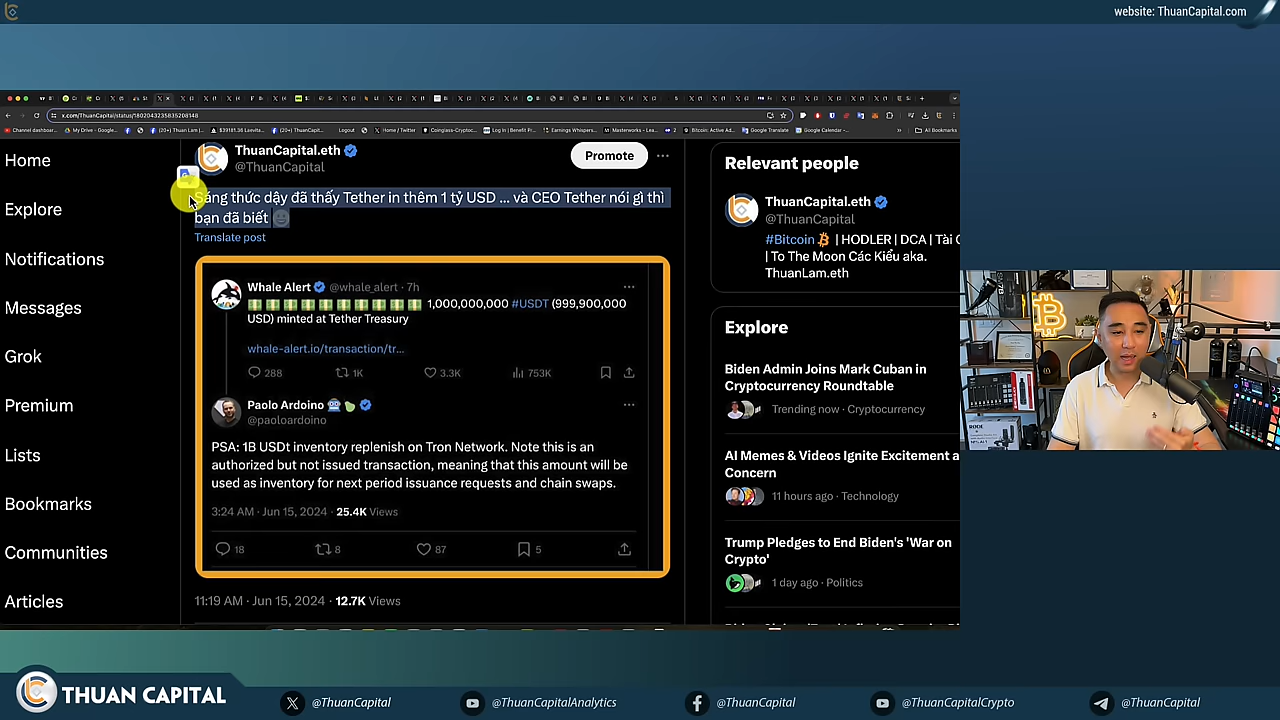 website: ThuanCapital.com
x.com/ThuanCapital/status/1802043235835208148
Home
Explore
Notifications
Messages
Grok
Premium
Lists
Bookmarks
Communities
Articles
ThuanCapital.eth
@ThuanCapital
Promote
Sáng thức dậy đã thấy Tether in thêm 1 tỷ USD ... và CEO Tether nói gì thì
bạn đã biết
Translate post
Whale Alert @whale_alert · 7h
1,000,000,000 #USDT (999,900,000
USD) minted at Tether Treasury
whale-alert.io/transaction/tr...
288 1K 3.3K 753K
Paolo Ardoino
@paoloardoino
PSA: 1B USDt inventory replenish on Tron Network. Note this is an
authorized but not issued transaction, meaning that this amount will be
used as inventory for next period issuance requests and chain swaps.
3:24 AM · Jun 15, 2024 · 25.4K Views
18 8 87 5
11:19 AM · Jun 15, 2024 · 12.7K Views
Relevant people
ThuanCapital.eth
@ThuanCapital
#Bitcoin | HODLER | DCA | Tài C
| To The Moon Các Kiểu aka.
ThuanLam.eth
Explore
Biden Admin Joins Mark Cuban in
Cryptocurrency Roundtable
Trending now · Cryptocurrency
AI Memes & Videos Ignite Excitement a
Concern
11 hours ago · Technology
Trump Pledges to End Biden's 'War on
Crypto'
1 day ago · Politics
THUAN CAPITAL
@ThuanCapital
@ThuanCapitalAnalytics
@ThuanCapital
@ThuanCapitalCrypto
@ThuanCapital